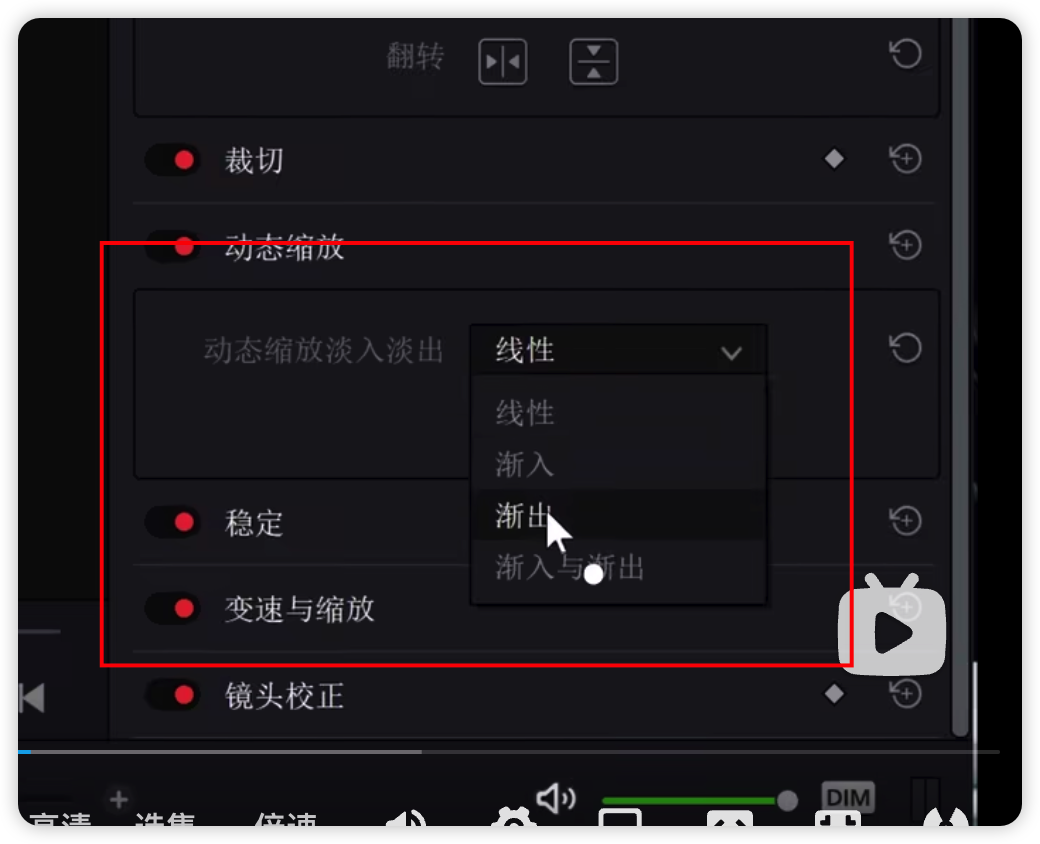 翻转
裁切
动态缩放
动态缩放淡入淡出 线性
线性
渐入
渐出
渐入与渐出
稳定
变速与缩放
镜头校正
DIM
高清 选集 倍速